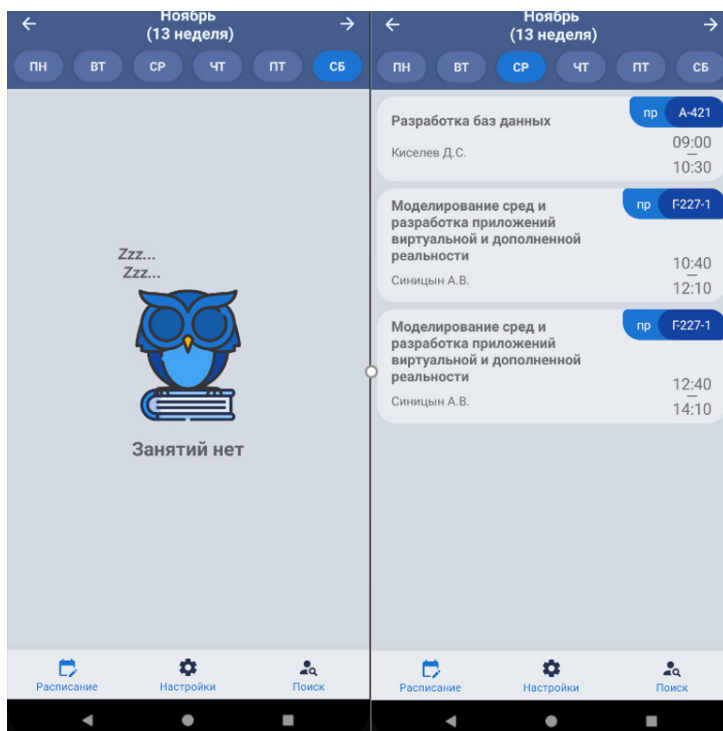 Ноябрь
(13 неделя)
ПН ВТ СР ЧТ ПТ СБ
Zzz...
Zzz...
Занятий нет
Расписание Настройки Поиск
Ноябрь
(13 неделя)
ПН ВТ СР ЧТ ПТ СБ
Разработка баз данных
пр А-421
Киселев Д.С.
09:00
—
10:30
Моделирование сред и
разработка приложений
виртуальной и дополненной
реальности
пр Г-227-1
Синицын А.В.
10:40
—
12:10
Моделирование сред и
разработка приложений
виртуальной и дополненной
реальности
пр Г-227-1
Синицын А.В.
12:40
—
14:10
Расписание Настройки Поиск